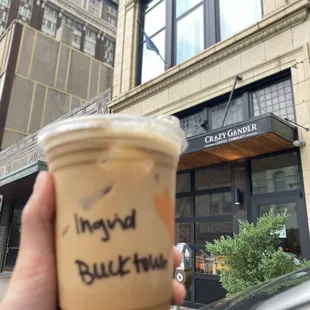 CRAZY GANDER
Ingrid
Bucktown